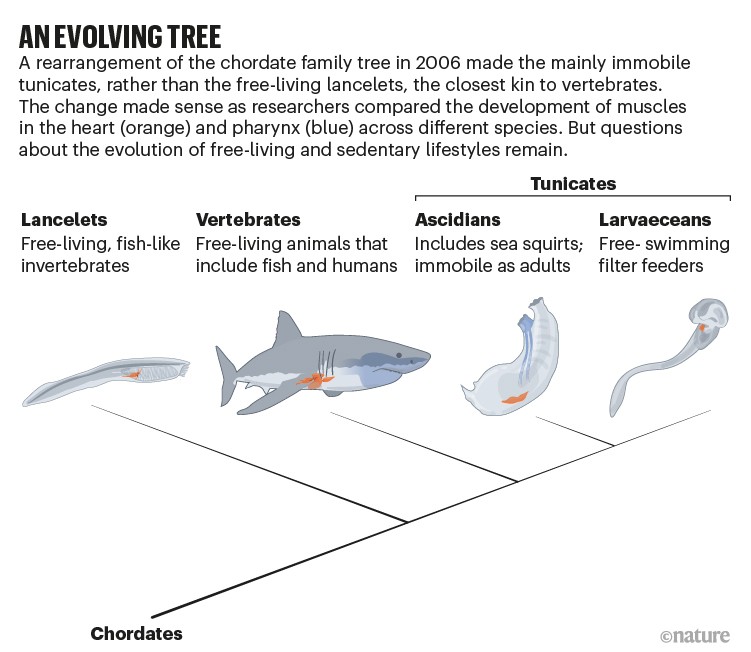 AN EVOLVING TREE
A rearrangement of the chordate family tree in 2006 made the mainly immobile
tunicates, rather than the free-living lancelets, the closest kin to vertebrates.
The change made sense as researchers compared the development of muscles
in the heart (orange) and pharynx (blue) across different species. But questions
about the evolution of free-living and sedentary lifestyles remain.
Tunicates
Lancelets
Free-living, fish-like
invertebrates
Vertebrates
Free-living animals that
include fish and humans
Ascidians
Includes sea squirts;
immobile as adults
Larvaeceans
Free- swimming
filter feeders
Chordates
©nature